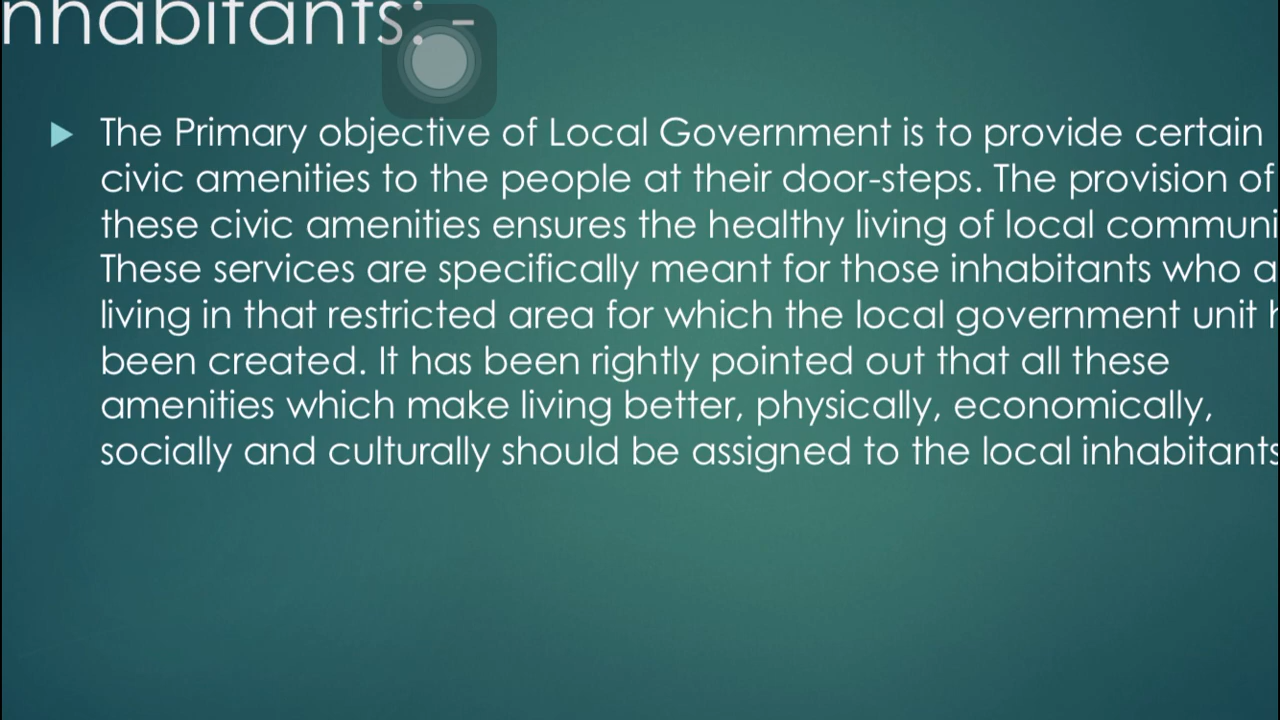 nhabitants: –
The Primary objective of Local Government is to provide certain
civic amenities to the people at their door-steps. The provision of
these civic amenities ensures the healthy living of local communi
These services are specifically meant for those inhabitants who a
living in that restricted area for which the local government unit h
been created. It has been rightly pointed out that all these
amenities which make living better, physically, economically,
socially and culturally should be assigned to the local inhabitants